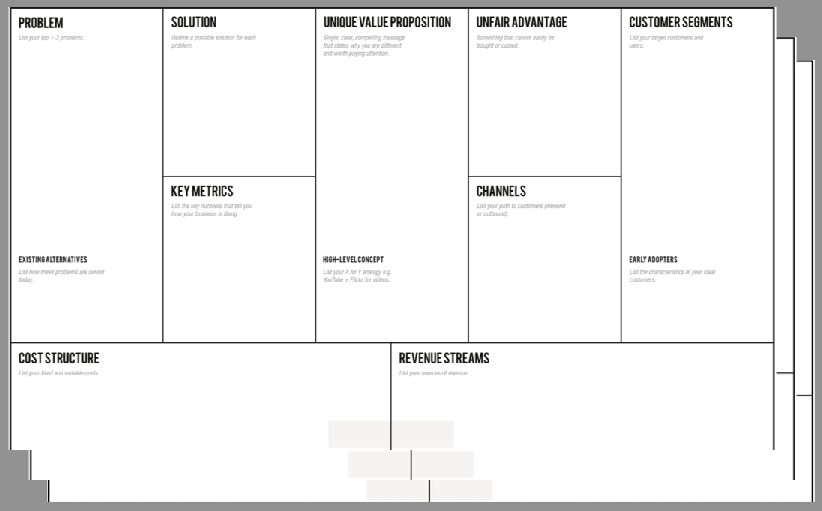 PROBLEM
List your top 1-3 problems.
EXISTING ALTERNATIVES
List how these problems are solved
today.
SOLUTION
Outline a possible solution for each
problem.
KEY METRICS
List the key numbers that tell you
how your business is doing.
UNIQUE VALUE PROPOSITION
Single, clear, compelling message
that states why you are different
and worth paying attention.
HIGH-LEVEL CONCEPT
List your X for Y analogy e.g.
YouTube = Flickr for videos.
UNFAIR ADVANTAGE
Something that cannot easily be
bought or copied.
CHANNELS
List your path to customers (inbound
or outbound).
CUSTOMER SEGMENTS
List your target customers and
users.
EARLY ADOPTERS
List the characteristics of your ideal
customers.
COST STRUCTURE
List your fixed and variable costs.
REVENUE STREAMS
List your sources of revenue.